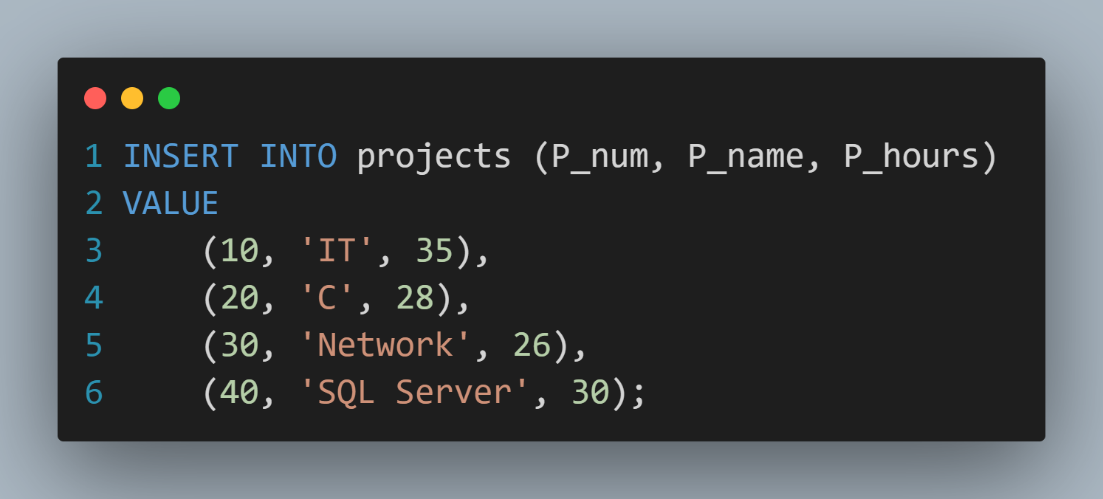 1 INSERT INTO projects (P_num, P_name, P_hours)
2 VALUE
3     (10, 'IT', 35),
4     (20, 'C', 28),
5     (30, 'Network', 26),
6     (40, 'SQL Server', 30);